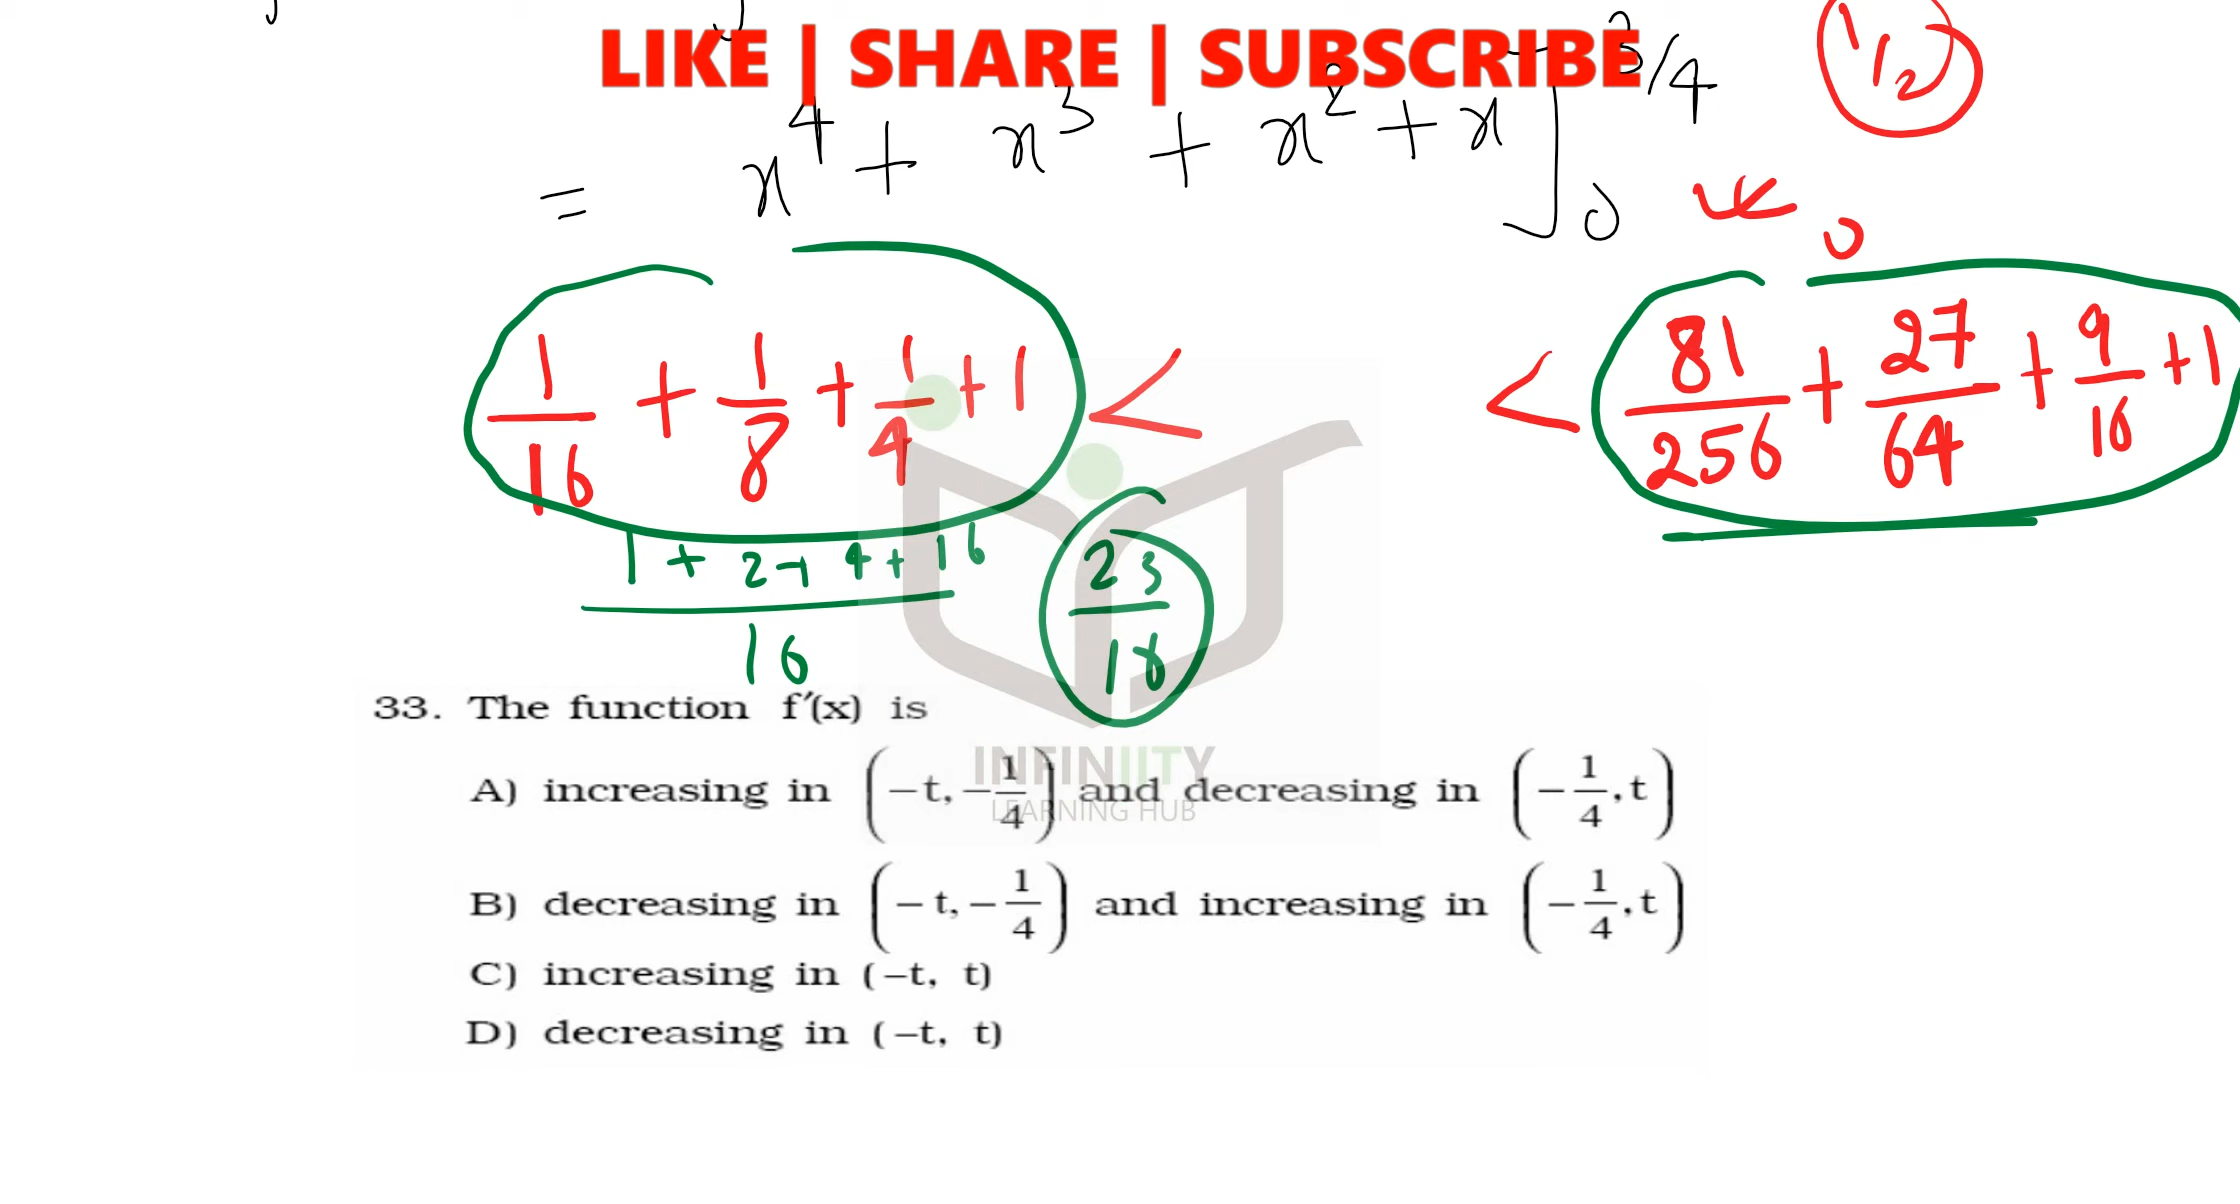 LIKE | SHARE | SUBSCRIBE
1/2
= x⁴ + x³ + x² + x ]₀ 3/4
0
1/16 + 1/8 + 1/4 + 1 < < 81/256 + 27/64 + 9/16 + 1
1 + 2 + 4 + 16 / 16 23/16
33. The function f′(x) is
INFINIITY
LEARNING HUB
A) increasing in (−t, −1/4) and decreasing in (−1/4, t)
B) decreasing in (−t, −1/4) and increasing in (−1/4, t)
C) increasing in (−t, t)
D) decreasing in (−t, t)